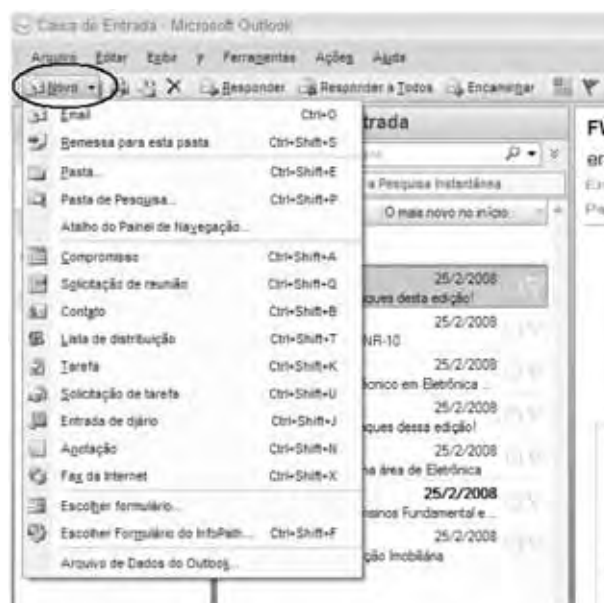 Caixa de Entrada - Microsoft Outlook
Arquivo Editar Exibir Y Ferramentas Ações Ajuda
Novo Responder Responder a Todos Encaminhar
Email Ctrl+O
Remessa para esta pasta Ctrl+Shift+S
Pasta... Ctrl+Shift+E
Pasta de Pesquisa... Ctrl+Shift+P
Atalho do Painel de Navegação...
Compromisso Ctrl+Shift+A
Solicitação de reunião Ctrl+Shift+Q
Contato Ctrl+Shift+B
Lista de distribuição Ctrl+Shift+T
Tarefa Ctrl+Shift+K
Solicitação de tarefa Ctrl+Shift+U
Entrada de diário Ctrl+Shift+J
Anotação Ctrl+Shift+N
Fax da Internet Ctrl+Shift+X
Escolher formulário...
Escolher Formulário do InfoPath... Ctrl+Shift+F
Arquivo de Dados do Outlook...
trada
a Pesquisa Instantânea
O mais novo no início
25/2/2008
ques desta edição!
25/2/2008
NR-10
25/2/2008
ônico em Eletrônica ...
25/2/2008
ques dessa edição!
25/2/2008
na área de Eletrônica
25/2/2008
sinos Fundamental e ...
25/2/2008
ção Imobiliária
FW
en